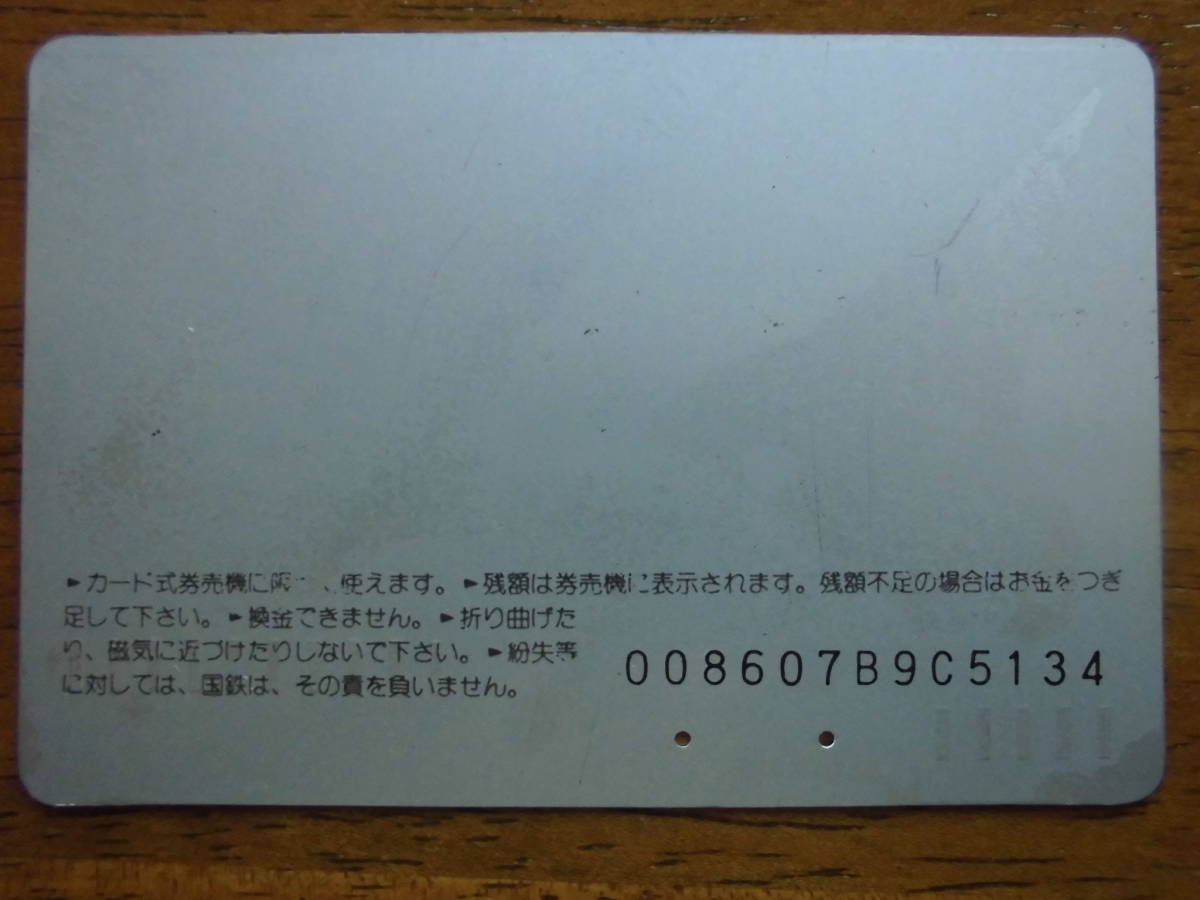 ►カード式券売機に限 、使えます。►残額は券売機に表示されます。残額不足の場合はお金をつぎ
足して下さい。►換金できません。►折り曲げた
り、磁気に近づけたりしないで下さい。►紛失等
に対しては、国鉄は、その責を負いません。
008607B9C5134